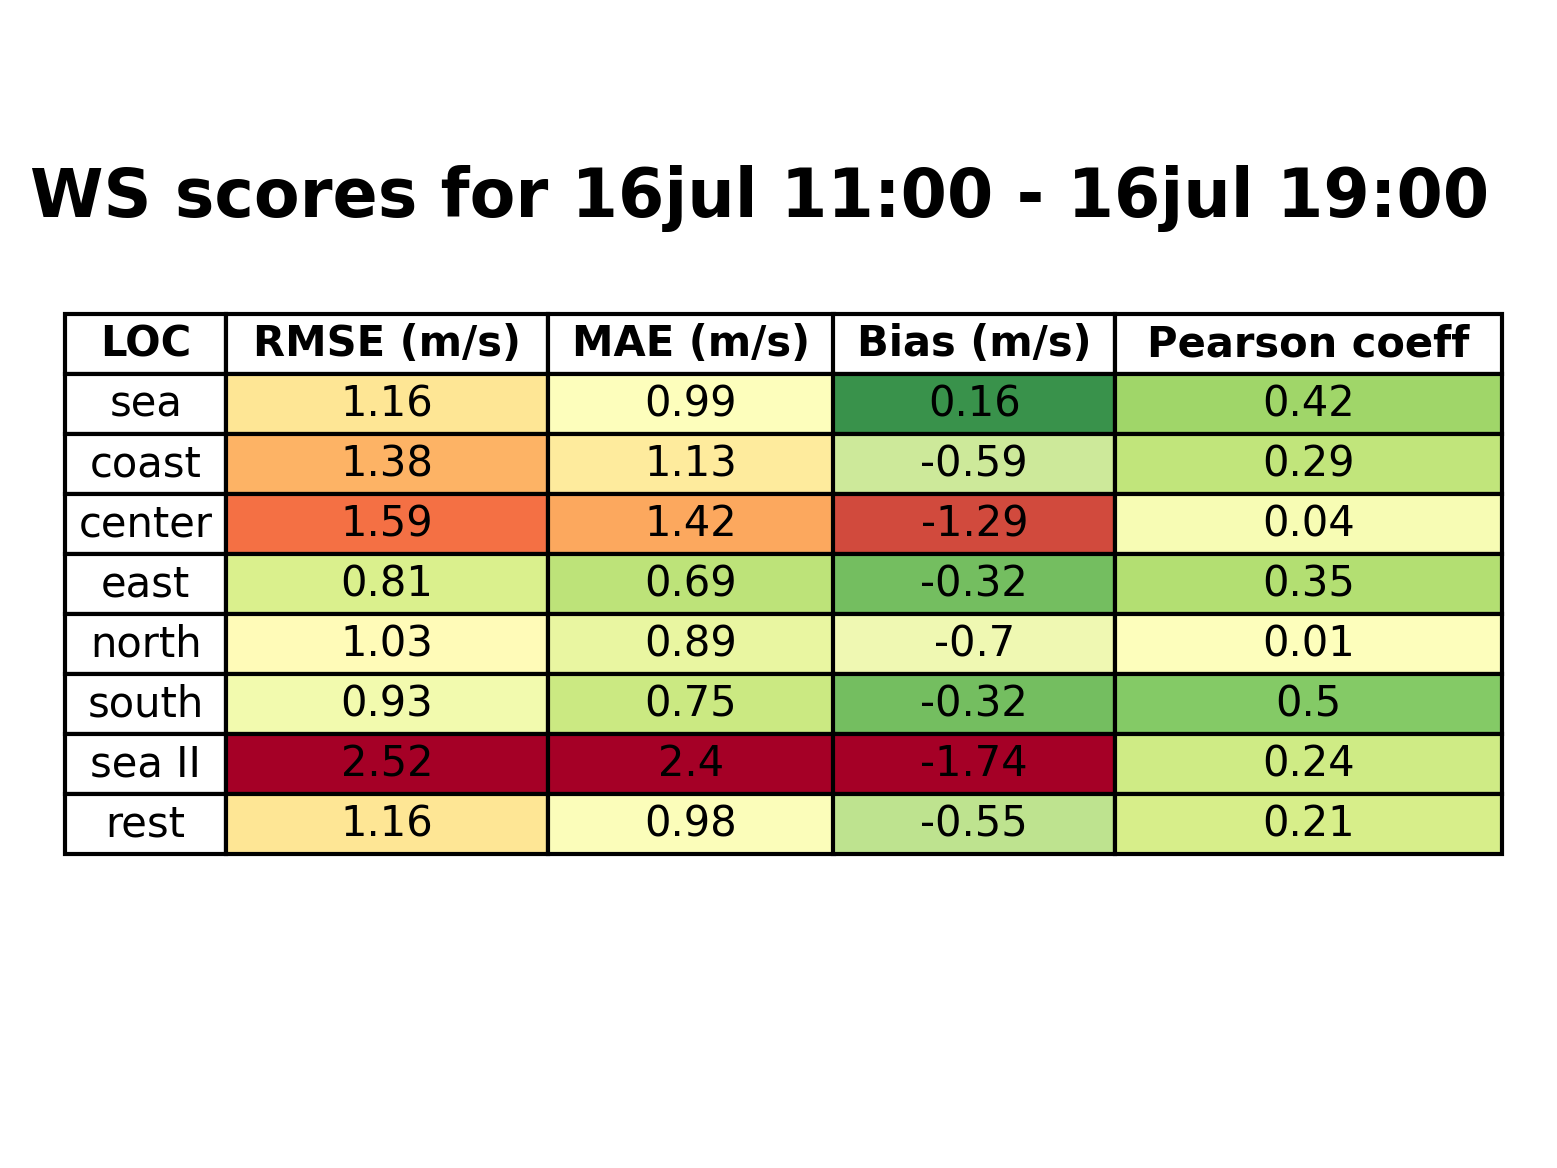 WS scores for 16jul 11:00 - 16jul 19:00
LOC RMSE (m/s) MAE (m/s) Bias (m/s) Pearson coeff
sea 1.16 0.99 0.16 0.42
coast 1.38 1.13 -0.59 0.29
center 1.59 1.42 -1.29 0.04
east 0.81 0.69 -0.32 0.35
north 1.03 0.89 -0.7 0.01
south 0.93 0.75 -0.32 0.5
sea II 2.52 2.4 -1.74 0.24
rest 1.16 0.98 -0.55 0.21